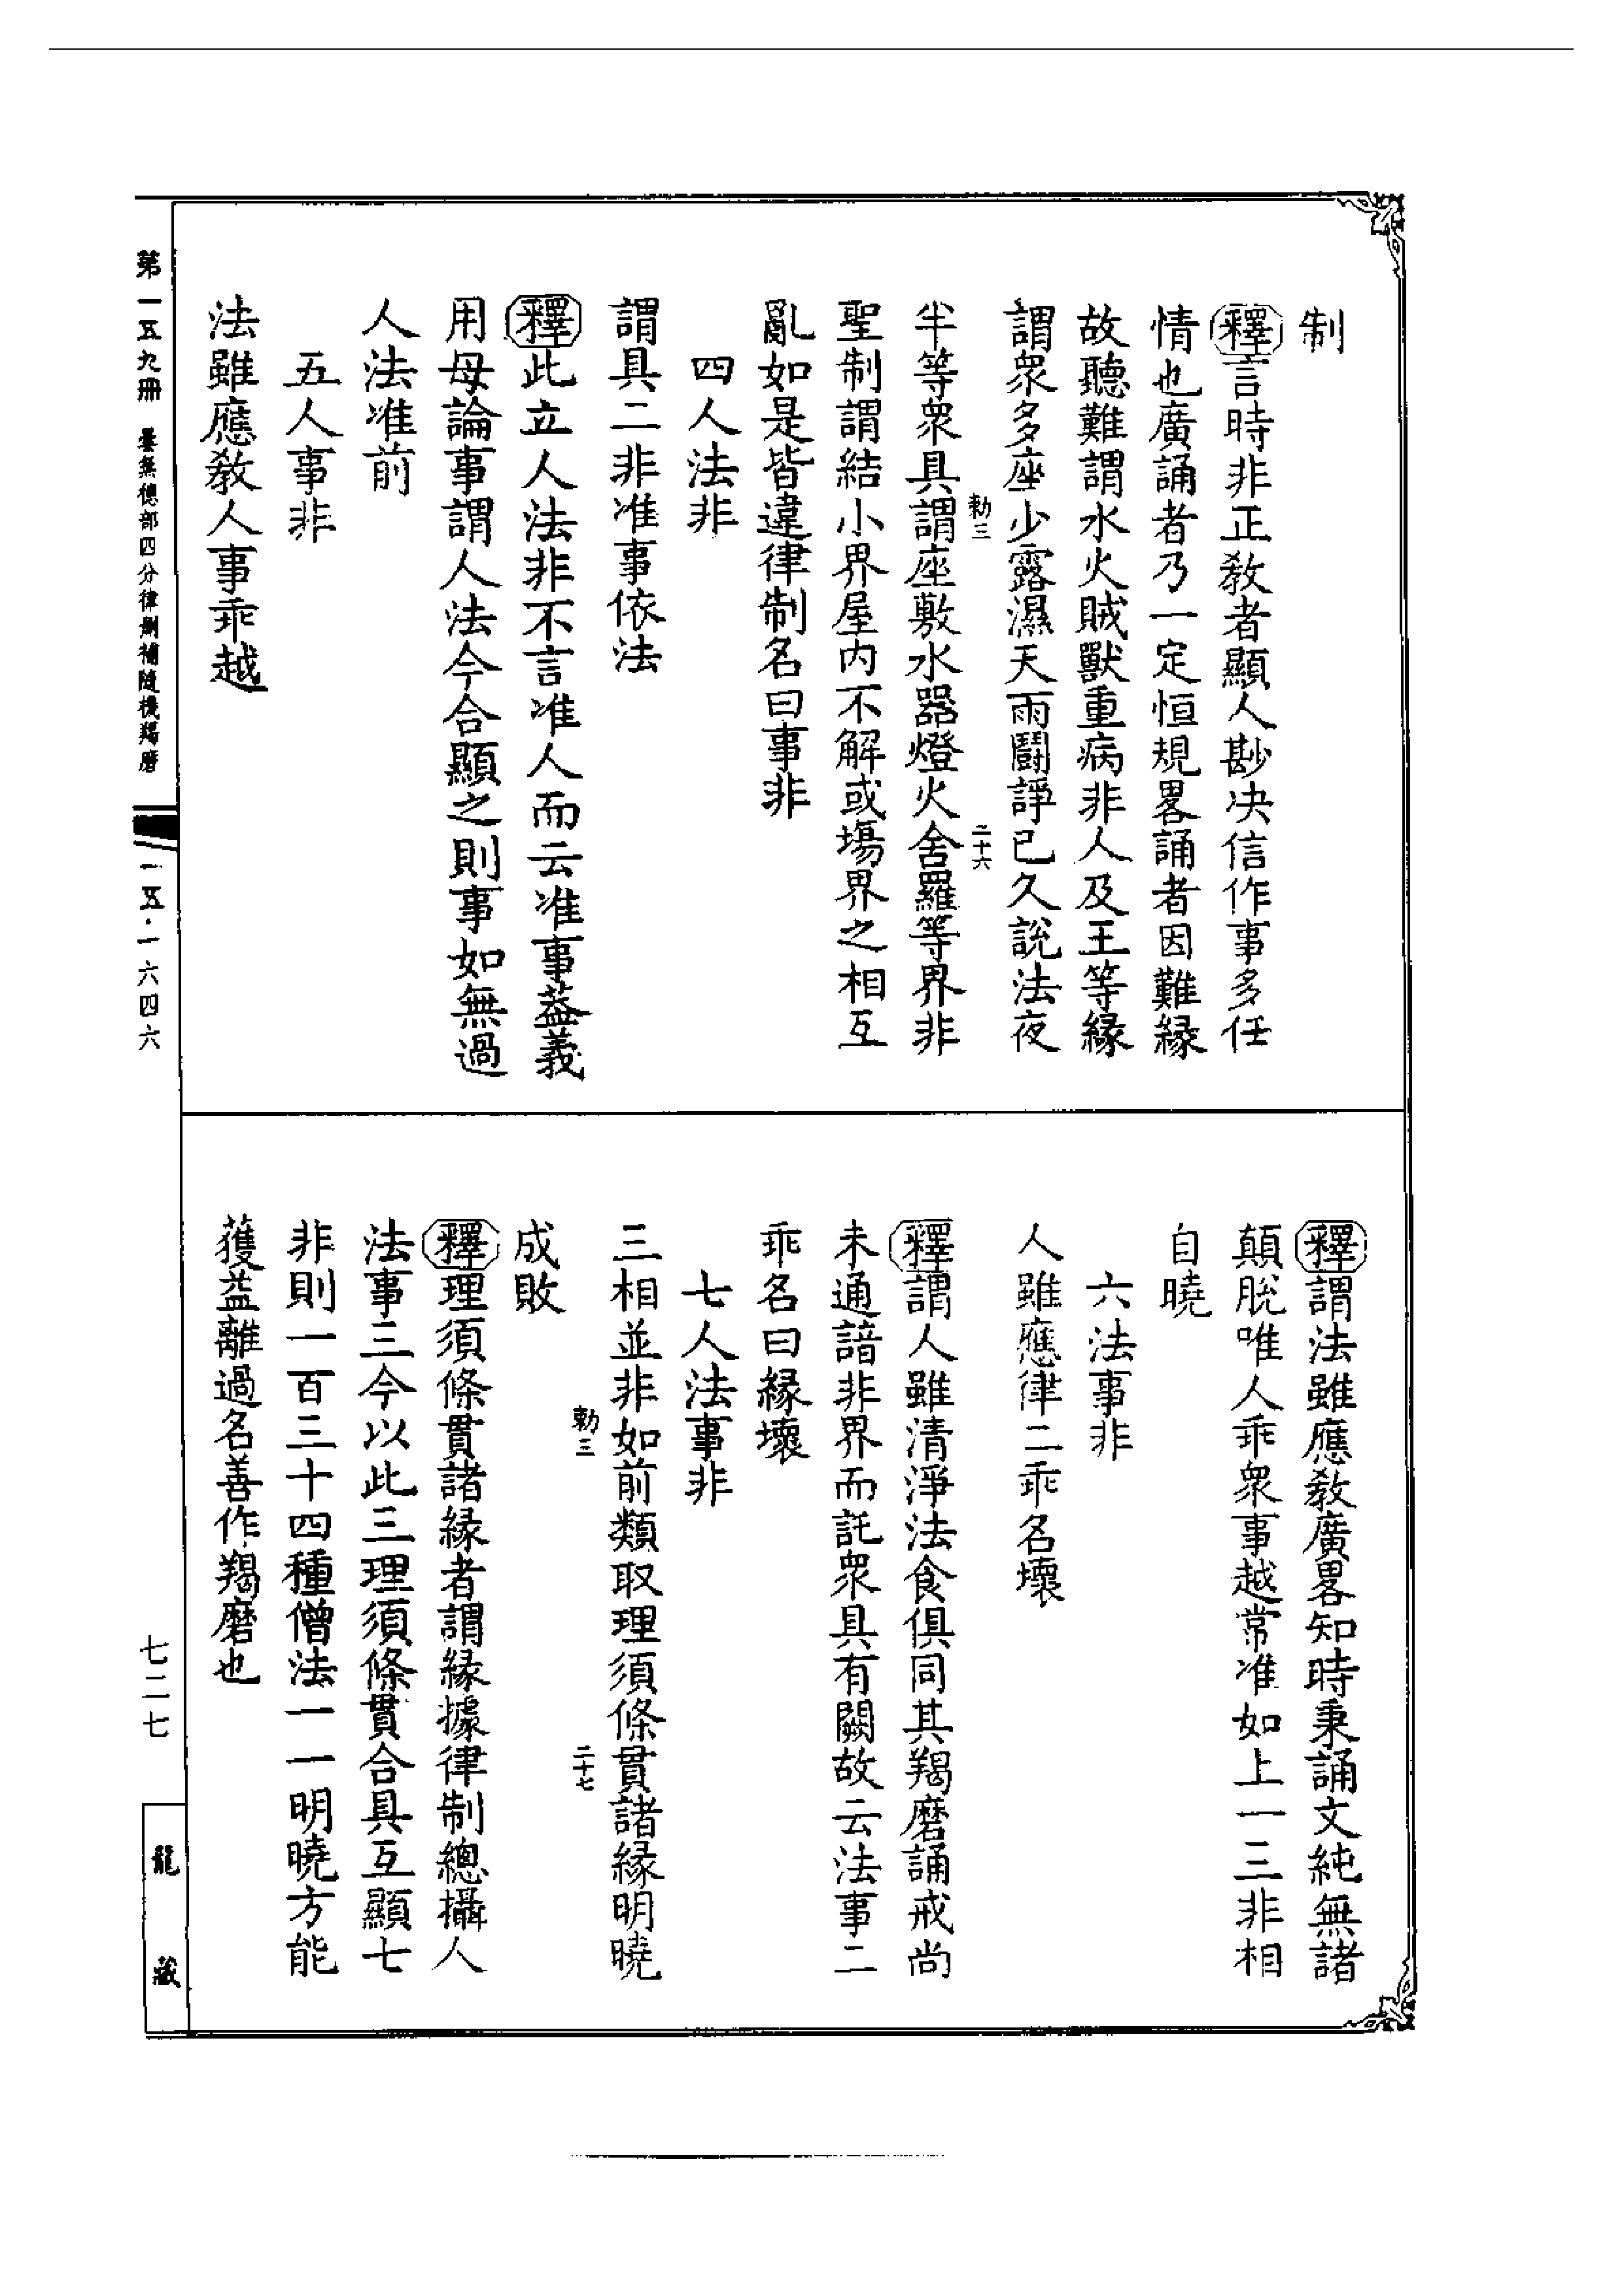 制
釋言時非正教者顯人尠决信作事多任
情也廣誦者乃一定恒規畧誦者因難緣
故聽難謂水火賊獸重病非人及王等緣
謂衆多座少露濕天雨鬪諍已久說法夜
勅三 二十六
半等衆具謂座敷水器燈火舍羅等界非
聖制謂結小界屋内不解或場界之相互
亂如是皆違律制名曰事非
四人法非
謂具二非准事依法
釋此立人法非不言准人而云准事葢義
用母論事謂人法今合顯之則事如無過
人法准前
五人事非
法雖應教人事乖越
釋謂法雖應教廣畧知時秉誦文純無諸
顛脫唯人乖衆事越常准如上一三非相
自曉
六法事非
人雖應律二乖名壞
釋謂人雖清淨法食俱同其羯磨誦戒尚
未通諳非界而託衆具有闕故云法事二
乖名曰緣壞
七人法事非
三相並非如前類取理須條貫諸緣明曉
勅三 二十七
成敗
釋理須條貫諸緣者謂緣據律制總攝人
法事三今以此三理須條貫合具互顯七
非則一百三十四種僧法一一明曉方能
獲益離過名善作羯磨也
第一五九冊 曇無德部四分律刪補隨機羯磨 一五·一六四六
七二七
龍藏